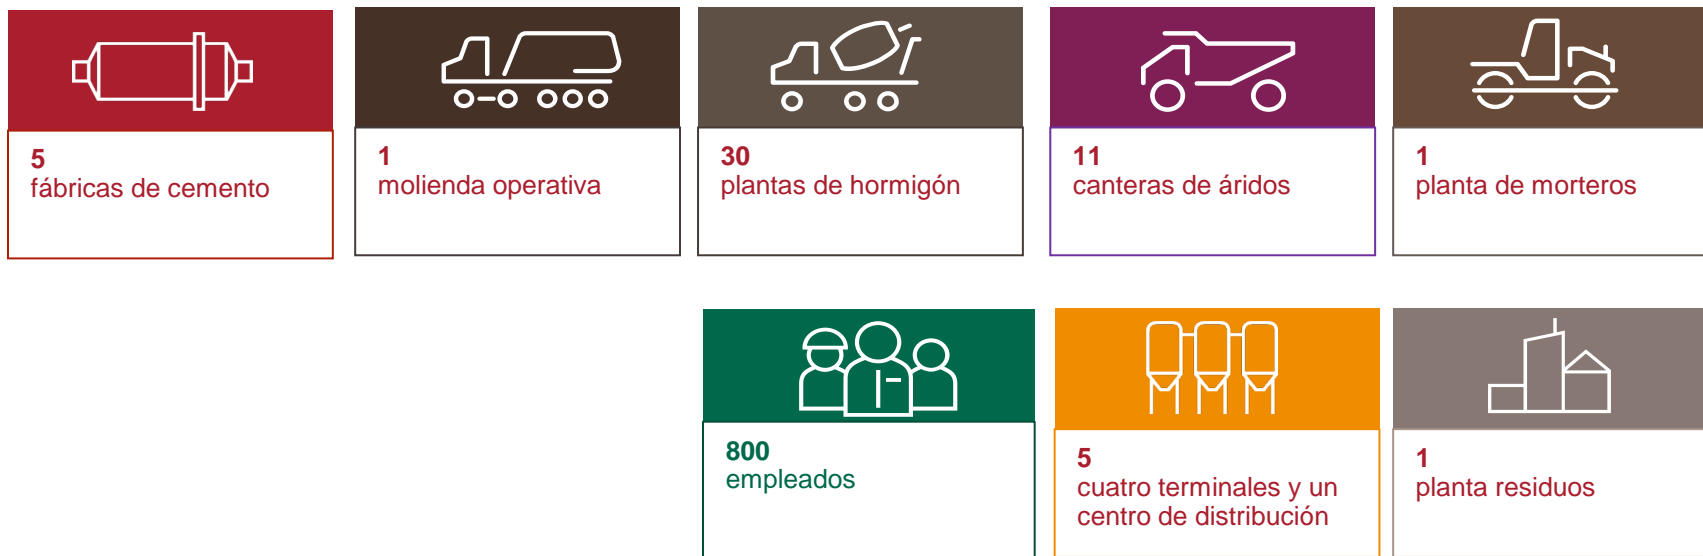 5
fábricas de cemento
1
molienda operativa
30
plantas de hormigón
11
canteras de áridos
1
planta de morteros
800
empleados
5
cuatro terminales y un
centro de distribución
1
planta residuos